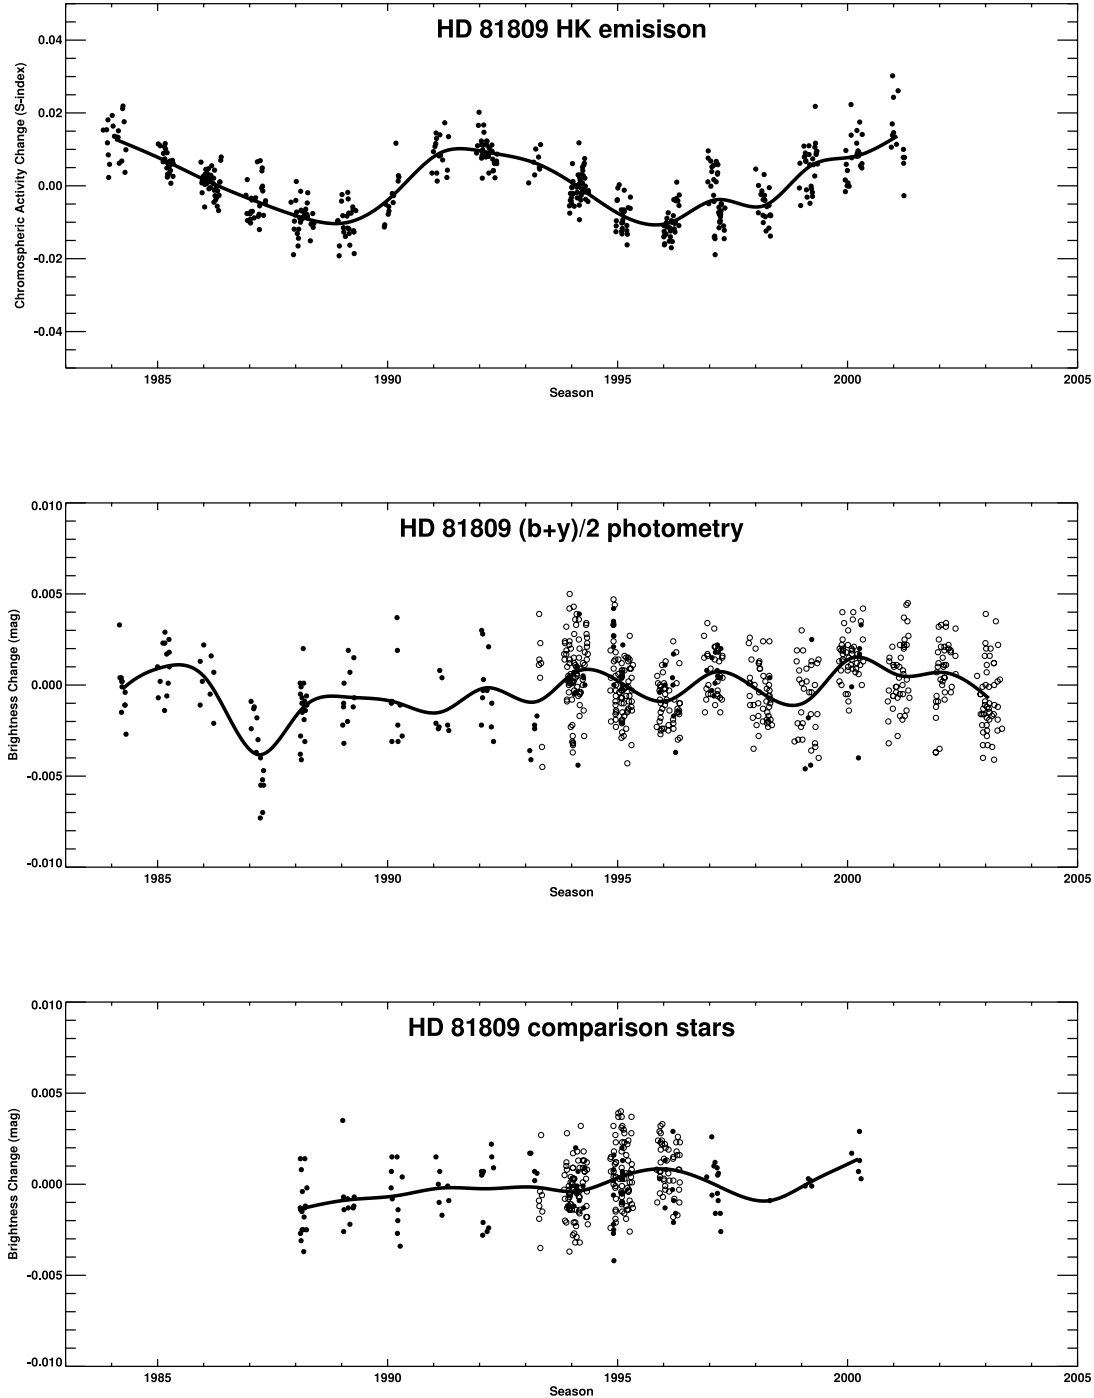 HD 81809 HK emisison
Chromospheric Activity Change (S-index)
0.04
0.02
0.00
-0.02
-0.04
1985 1990 1995 2000 2005
Season
HD 81809 (b+y)/2 photometry
Brightness Change (mag)
0.010
0.005
0.000
-0.005
-0.010
1985 1990 1995 2000 2005
Season
HD 81809 comparison stars
Brightness Change (mag)
0.010
0.005
0.000
-0.005
-0.010
1985 1990 1995 2000 2005
Season